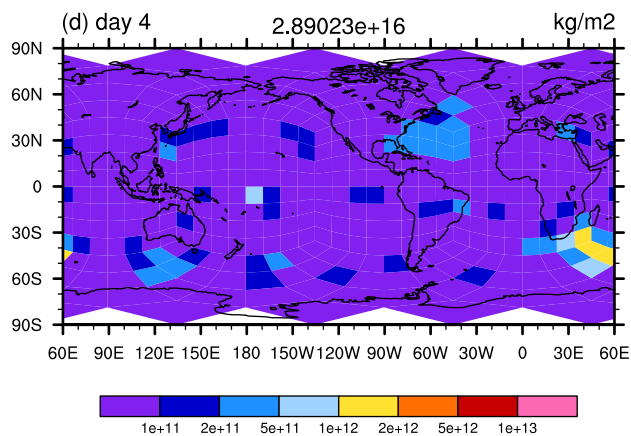 (d) day 4 2.89023e+16 kg/m2
90N
60N
30N
0
30S
60S
90S
60E 90E 120E 150E 180 150W 120W 90W 60W 30W 0 30E 60E
1e+11 2e+11 5e+11 1e+12 2e+12 5e+12 1e+13